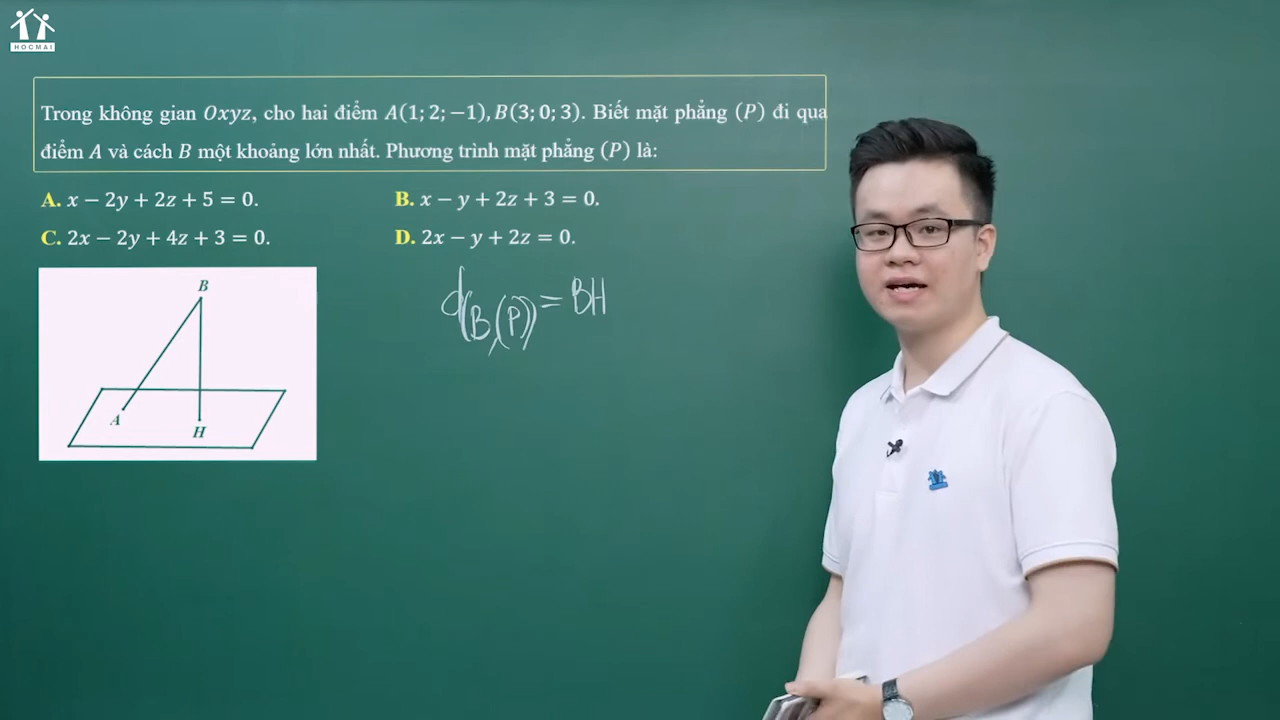 HOCMAI
Trong không gian Oxyz, cho hai điểm A(1; 2; −1), B(3; 0; 3). Biết mặt phẳng (P) đi qua
điểm A và cách B một khoảng lớn nhất. Phương trình mặt phẳng (P) là:
A. x − 2y + 2z + 5 = 0. B. x − y + 2z + 3 = 0.
C. 2x − 2y + 4z + 3 = 0. D. 2x − y + 2z = 0.
d(B,(P)) = BH
B
A
H